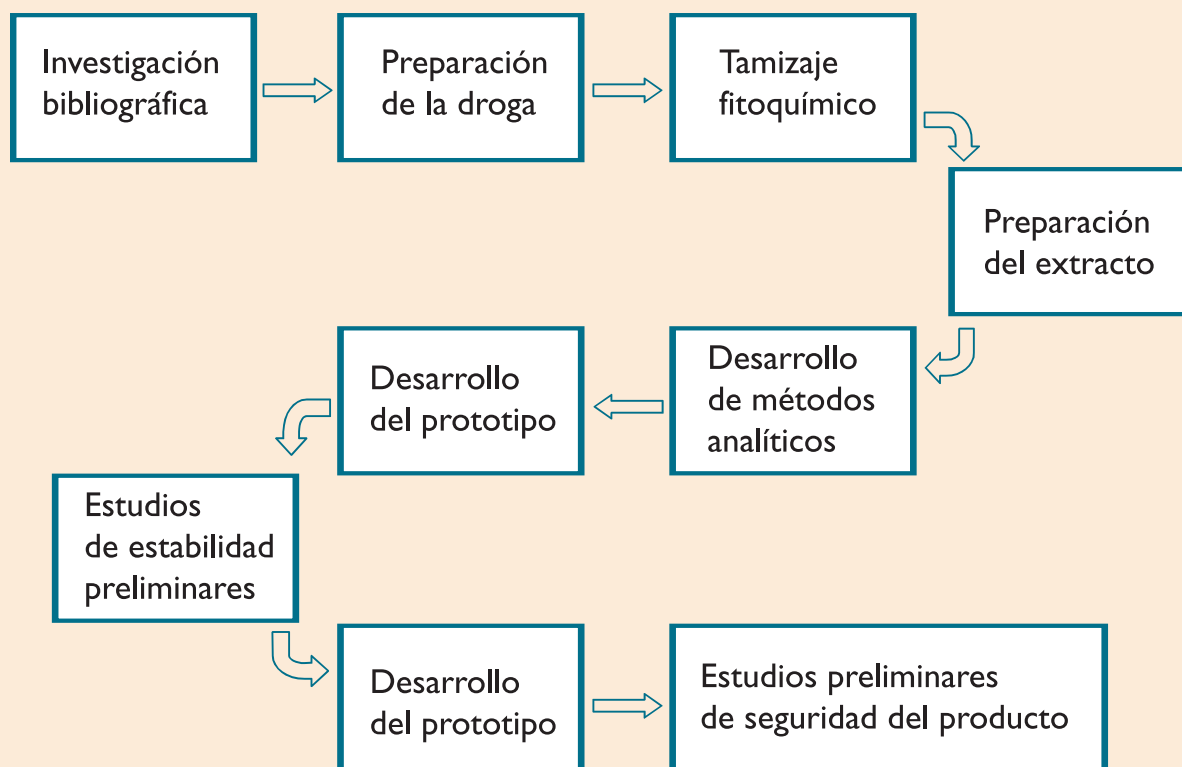 Investigación
bibliográfica
Preparación
de la droga
Tamizaje
fitoquímico
Preparación
del extracto
Desarrollo
de métodos
analíticos
Desarrollo
del prototipo
Estudios
de estabilidad
preliminares
Desarrollo
del prototipo
Estudios preliminares
de seguridad del producto